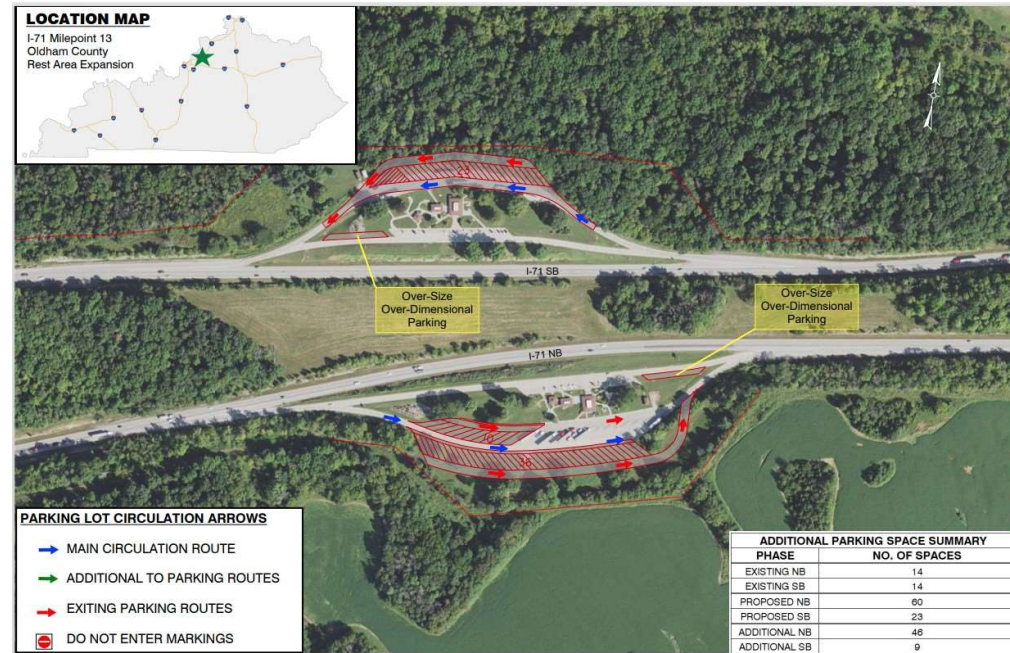 LOCATION MAP
I-71 Milepoint 13
Oldham County
Rest Area Expansion
23
I-71 SB
Over-Size
Over-Dimensional
Parking
Over-Size
Over-Dimensional
Parking
I-71 NB
36
PARKING LOT CIRCULATION ARROWS
MAIN CIRCULATION ROUTE
ADDITIONAL TO PARKING ROUTES
EXITING PARKING ROUTES
DO NOT ENTER MARKINGS
ADDITIONAL PARKING SPACE SUMMARY
PHASE NO. OF SPACES
EXISTING NB 14
EXISTING SB 14
PROPOSED NB 60
PROPOSED SB 23
ADDITIONAL NB 46
ADDITIONAL SB 9